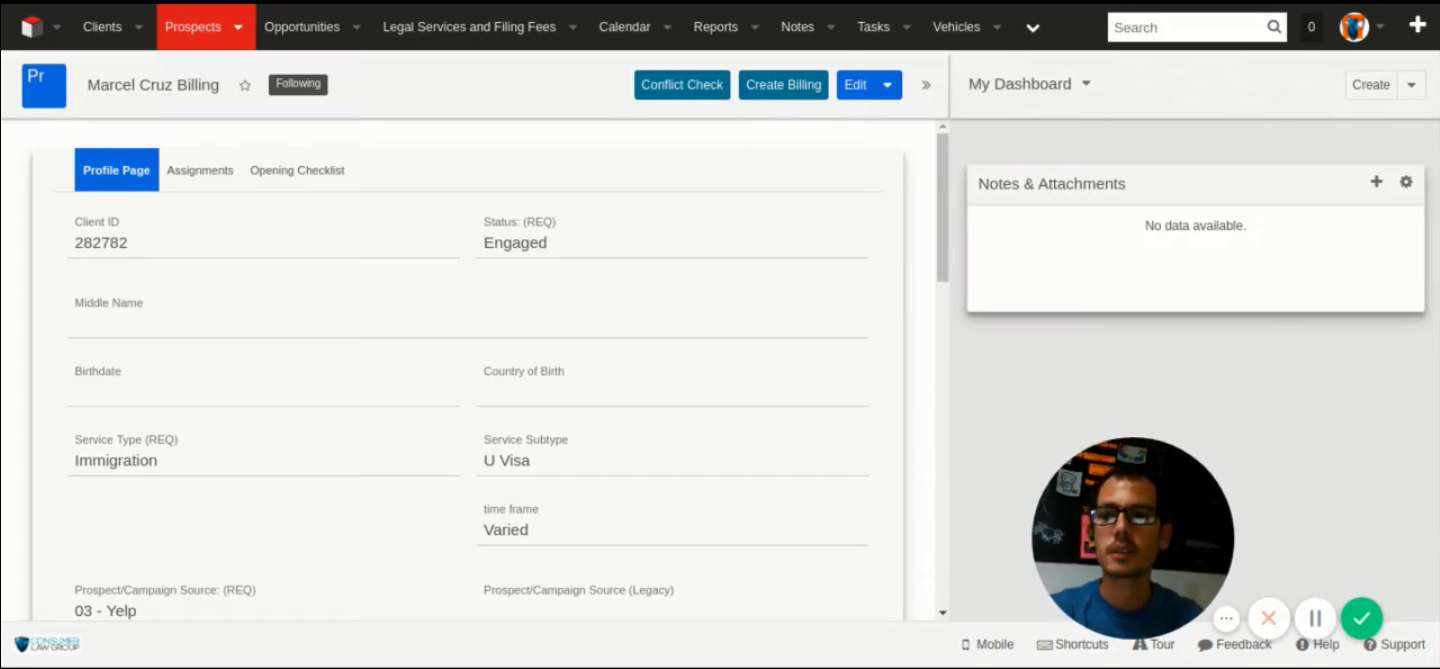 Clients Prospects Opportunities Legal Services and Filing Fees Calendar Reports Notes Tasks Vehicles Search 0
Pr Marcel Cruz Billing Following Conflict Check Create Billing Edit » My Dashboard Create
Profile Page Assignments Opening Checklist
Notes & Attachments
No data available.
Client ID Status: (REQ)
282782 Engaged
Middle Name
Birthdate Country of Birth
Service Type (REQ) Service Subtype
Immigration U Visa
time frame
Varied
Prospect/Campaign Source: (REQ) Prospect/Campaign Source (Legacy)
03 - Yelp
CONSUMER
LAW GROUP
Mobile Shortcuts Tour Feedback Help Support